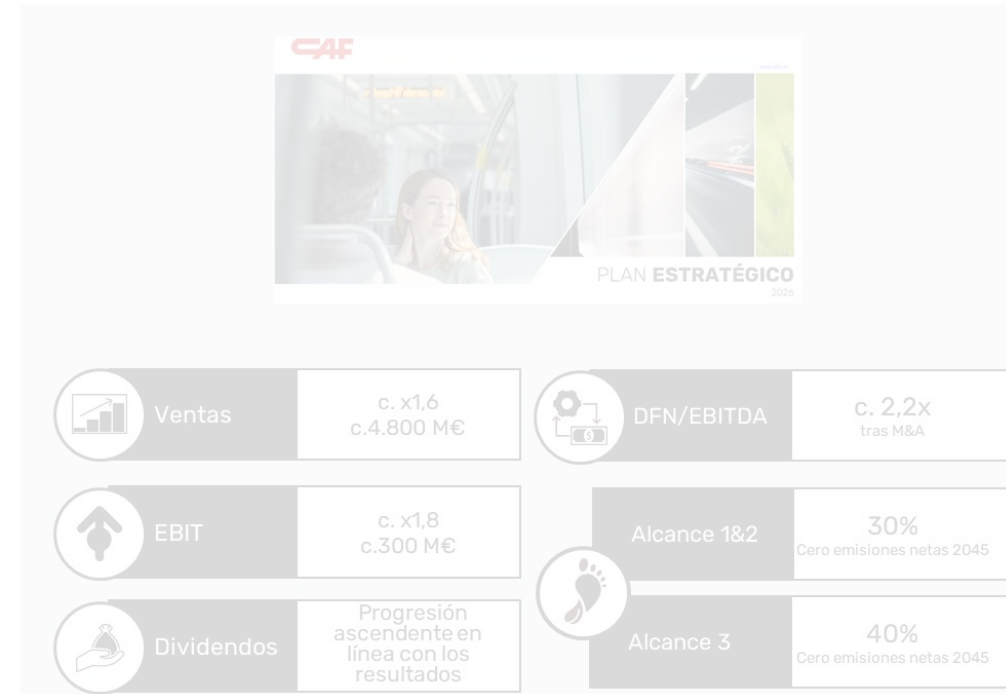 CAF
PLAN ESTRATÉGICO
2026
Ventas
c. x1,6
c.4.800 M€
DFN/EBITDA
c. 2,2x
tras M&A
EBIT
c. x1,8
c.300 M€
Alcance 1&2
30%
Cero emisiones netas 2045
Dividendos
Progresión
ascendente en
línea con los
resultados
Alcance 3
40%
Cero emisiones netas 2045